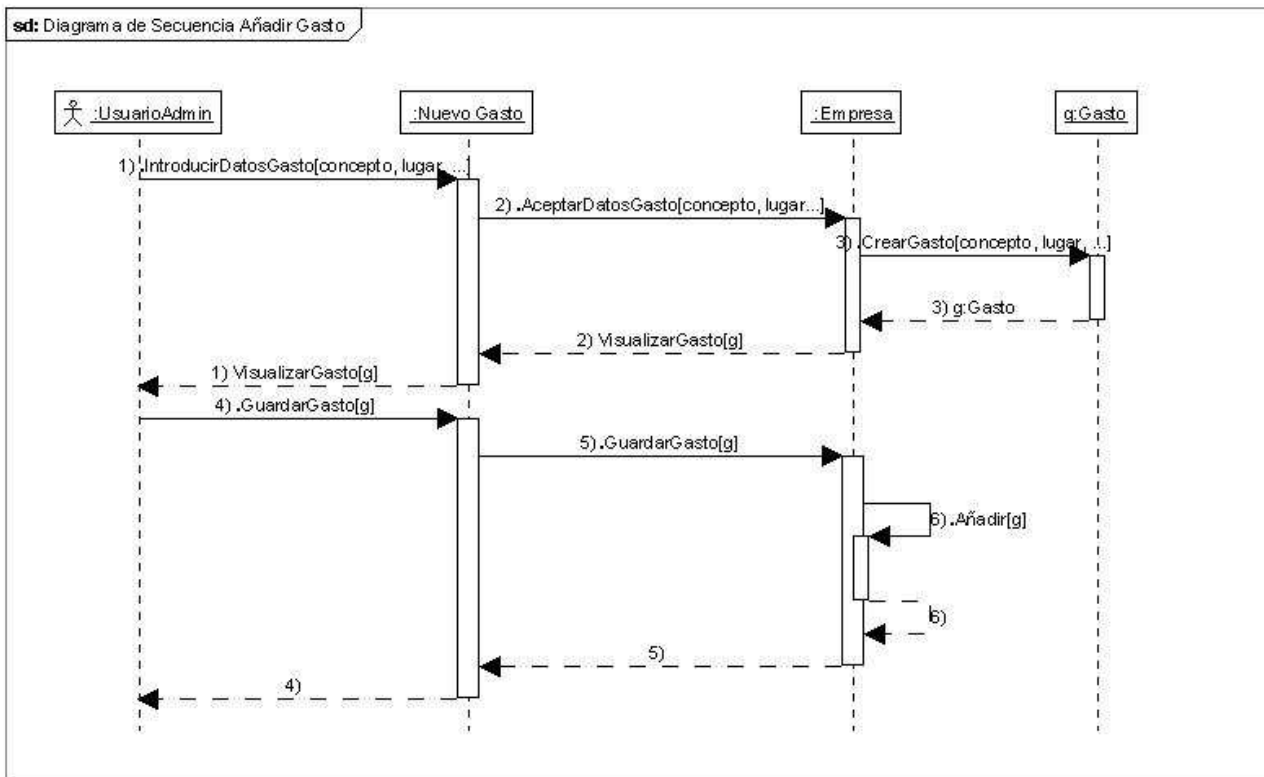 sd: Diagrama de Secuencia Añadir Gasto
:UsuarioAdmin
:Nuevo Gasto
:Empresa
g:Gasto
1) .IntroducirDatosGasto[concepto, lugar, ...]
2) .AceptarDatosGasto[concepto, lugar...]
3) .CrearGasto[concepto, lugar, ...]
3) g:Gasto
2) VisualizarGasto[g]
1) VisualizarGasto[g]
4) .GuardarGasto[g]
5) .GuardarGasto[g]
6) .Añadir[g]
6)
5)
4)